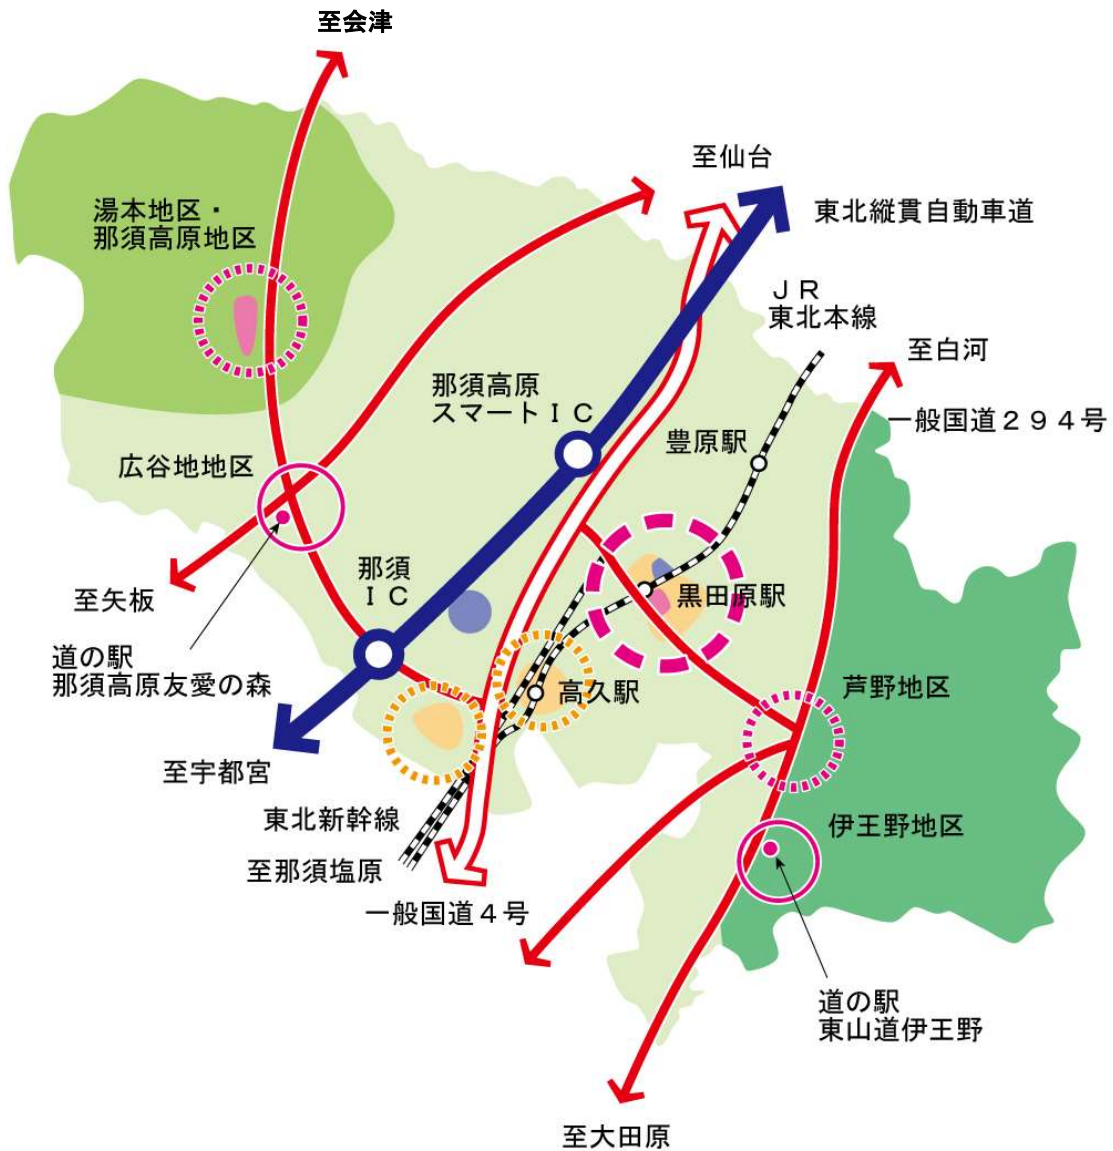 至会津
至仙台
東北縦貫自動車道
湯本地区・
那須高原地区
ＪＲ
東北本線
至白河
那須高原
スマートＩＣ
一般国道２９４号
豊原駅
広谷地地区
那須
ＩＣ
黒田原駅
至矢板
道の駅
那須高原友愛の森
高久駅
芦野地区
至宇都宮
東北新幹線
伊王野地区
至那須塩原
一般国道４号
道の駅
東山道伊王野
至大田原